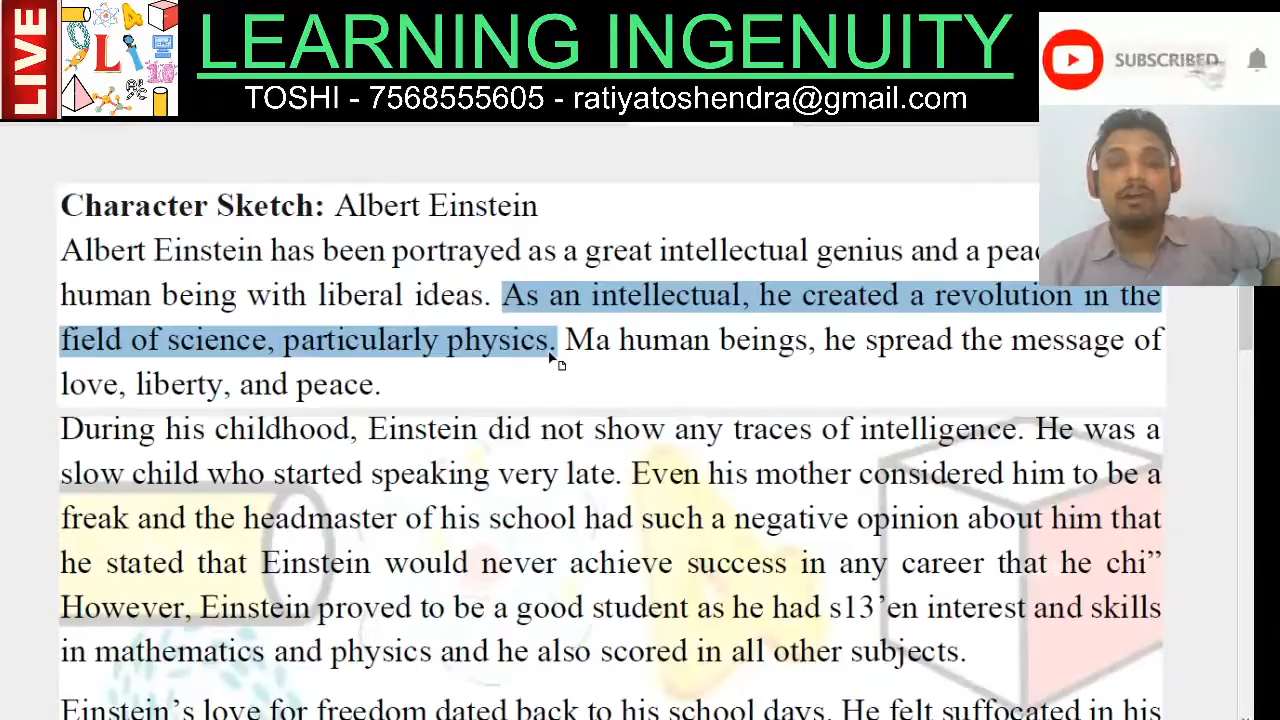 LIVE
LEARNING INGENUITY
TOSHI - 7568555605 - ratiyatoshendra@gmail.com
SUBSCRIBED
Character Sketch: Albert Einstein
Albert Einstein has been portrayed as a great intellectual genius and a
human being with liberal ideas. As an intellectual, he created a revolution in the
field of science, particularly physics. Ma human beings, he spread the message of
love, liberty, and peace.
During his childhood, Einstein did not show any traces of intelligence. He was a
slow child who started speaking very late. Even his mother considered him to be a
freak and the headmaster of his school had such a negative opinion about him that
he stated that Einstein would never achieve success in any career that he chi”
However, Einstein proved to be a good student as he had s13’en interest and skills
in mathematics and physics and he also scored in all other subjects.
Einstein’s love for freedom dated back to his school days. He felt suffocated in his